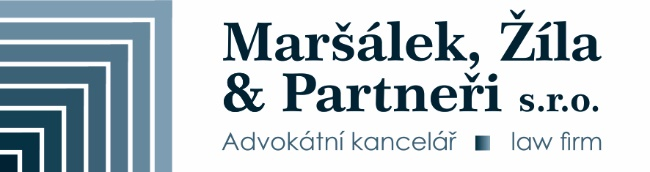 Maršálek, Žíla
& Partneři s.r.o.
Advokátní kancelář law firm